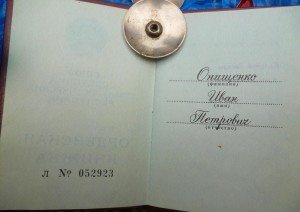 Онищенко
(фамилия)
Иван
(имя)
Петрович
(отчество)
Л № 052923